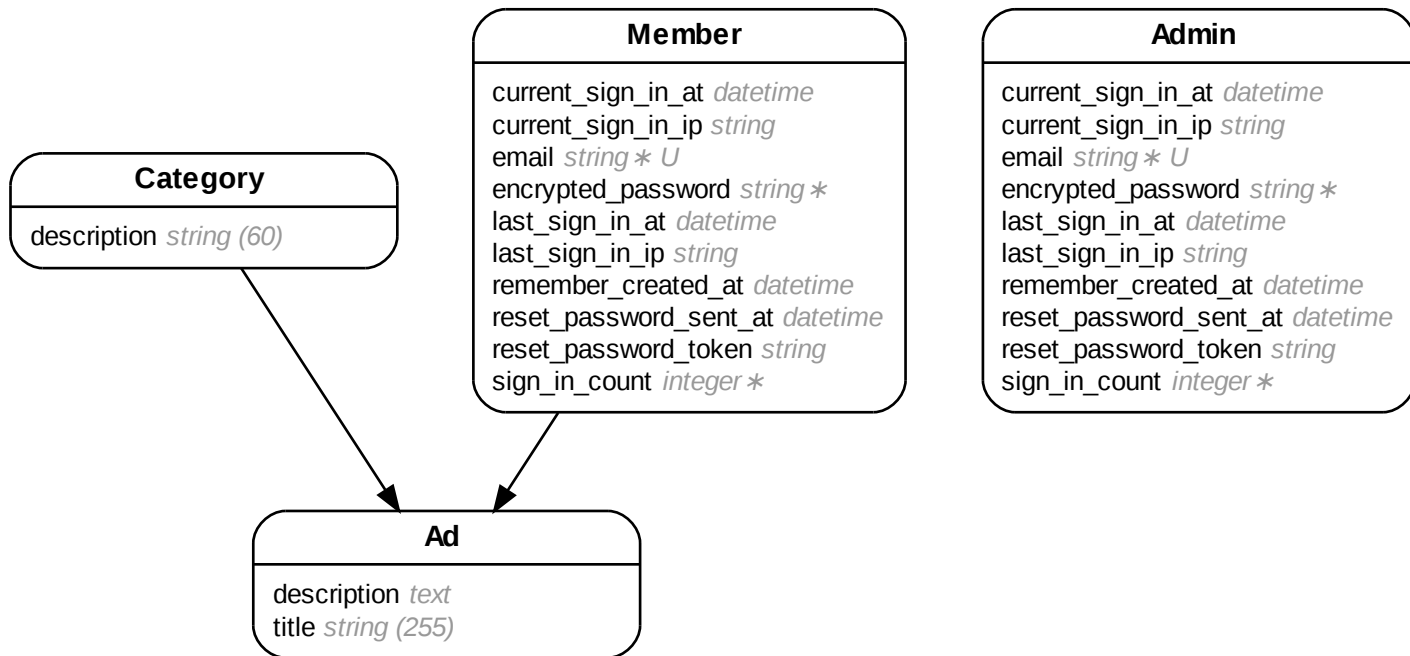 Member
current_sign_in_at datetime
current_sign_in_ip string
email string ∗ U
encrypted_password string ∗
last_sign_in_at datetime
last_sign_in_ip string
remember_created_at datetime
reset_password_sent_at datetime
reset_password_token string
sign_in_count integer ∗
Admin
current_sign_in_at datetime
current_sign_in_ip string
email string ∗ U
encrypted_password string ∗
last_sign_in_at datetime
last_sign_in_ip string
remember_created_at datetime
reset_password_sent_at datetime
reset_password_token string
sign_in_count integer ∗
Category
description string (60)
Ad
description text
title string (255)